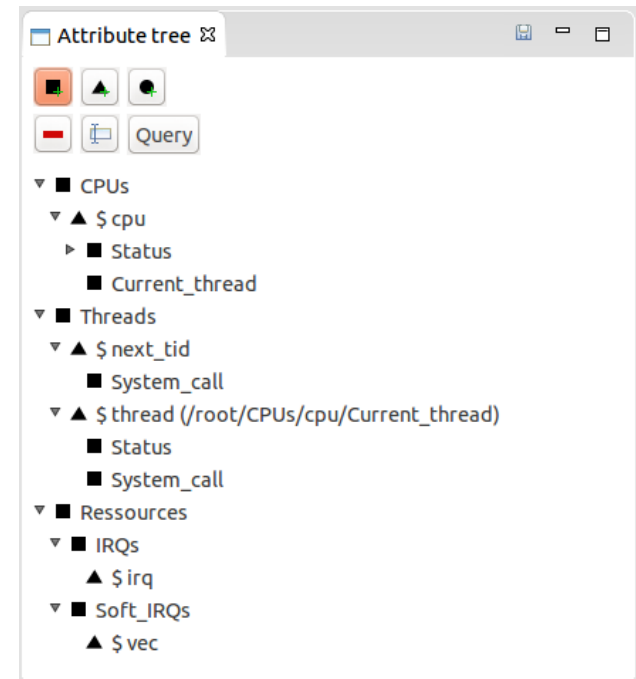 Attribute tree
Query
CPUs
$ cpu
Status
Current_thread
Threads
$ next_tid
System_call
$ thread (/root/CPUs/cpu/Current_thread)
Status
System_call
Ressources
IRQs
$ irq
Soft_IRQs
$ vec